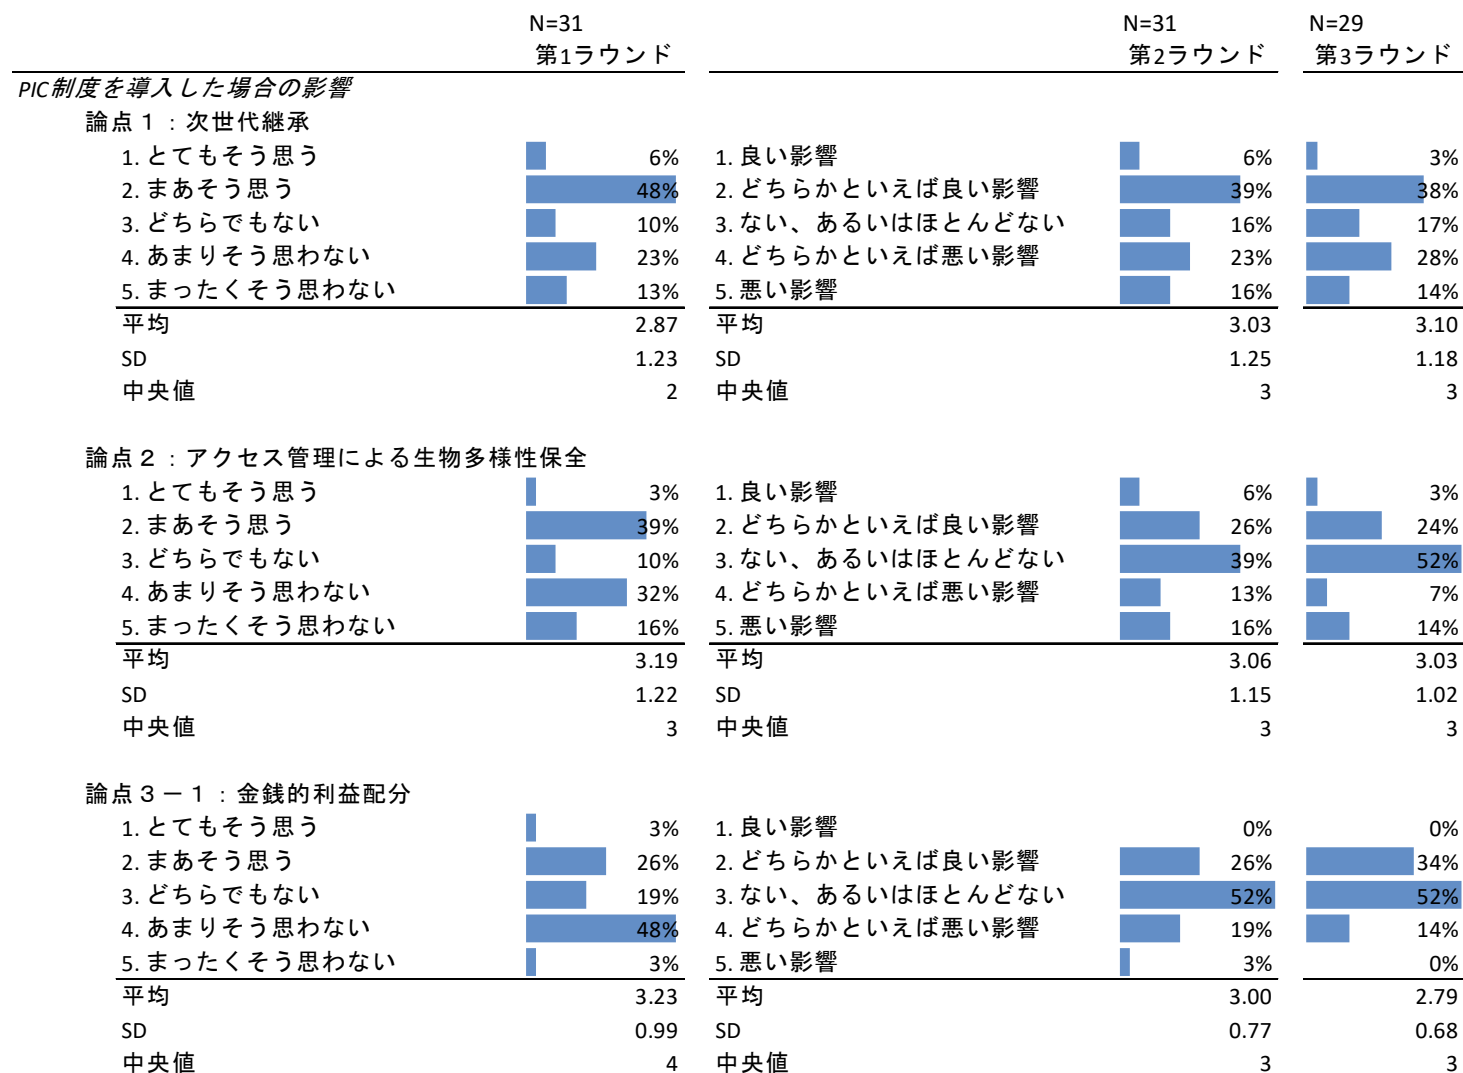 N=31 N=31 N=29
第1ラウンド 第2ラウンド 第3ラウンド
PIC制度を導入した場合の影響
論点1:次世代継承
1. とてもそう思う 6% 1. 良い影響 6% 3%
2. まあそう思う 48% 2. どちらかといえば良い影響 39% 38%
3. どちらでもない 10% 3. ない、あるいはほとんどない 16% 17%
4. あまりそう思わない 23% 4. どちらかといえば悪い影響 23% 28%
5. まったくそう思わない 13% 5. 悪い影響 16% 14%
平均 2.87 平均 3.03 3.10
SD 1.23 SD 1.25 1.18
中央値 2 中央値 3 3
論点2:アクセス管理による生物多様性保全
1. とてもそう思う 3% 1. 良い影響 6% 3%
2. まあそう思う 39% 2. どちらかといえば良い影響 26% 24%
3. どちらでもない 10% 3. ない、あるいはほとんどない 39% 52%
4. あまりそう思わない 32% 4. どちらかといえば悪い影響 13% 7%
5. まったくそう思わない 16% 5. 悪い影響 16% 14%
平均 3.19 平均 3.06 3.03
SD 1.22 SD 1.15 1.02
中央値 3 中央値 3 3
論点3-1:金銭的利益配分
1. とてもそう思う 3% 1. 良い影響 0% 0%
2. まあそう思う 26% 2. どちらかといえば良い影響 26% 34%
3. どちらでもない 19% 3. ない、あるいはほとんどない 52% 52%
4. あまりそう思わない 48% 4. どちらかといえば悪い影響 19% 14%
5. まったくそう思わない 3% 5. 悪い影響 3% 0%
平均 3.23 平均 3.00 2.79
SD 0.99 SD 0.77 0.68
中央値 4 中央値 3 3